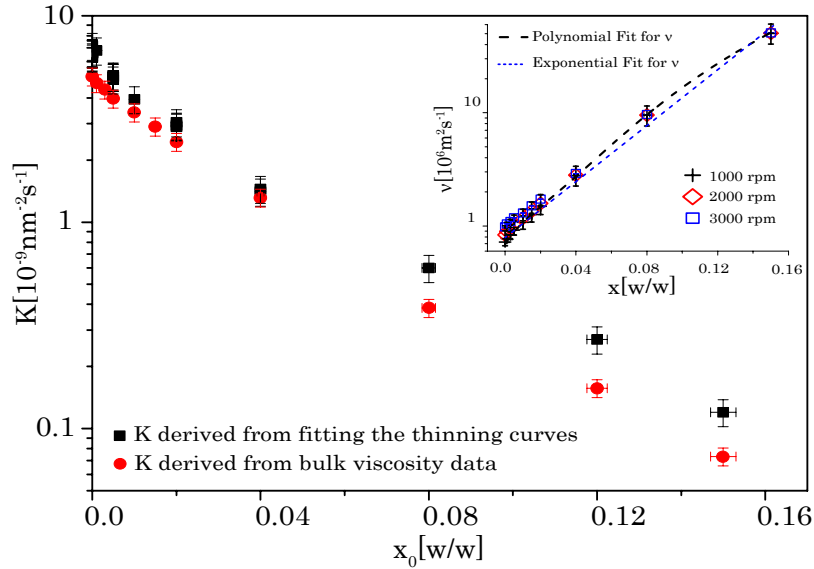 10
1
0.1
K[10⁻⁹nm⁻²s⁻¹]
0.0
0.04
0.08
0.12
0.16
x₀[w/w]
K derived from fitting the thinning curves
K derived from bulk viscosity data
Polynomial Fit for ν
Exponential Fit for ν
10
1
ν[10⁶m²s⁻¹]
1000 rpm
2000 rpm
3000 rpm
0.0
0.04
0.08
0.12
0.16
x[w/w]